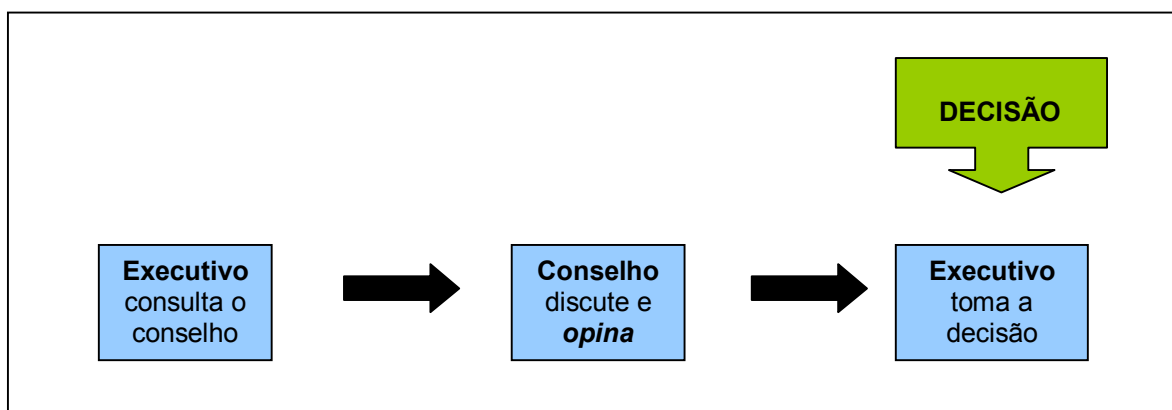 DECISÃO
Executivo
consulta o
conselho
Conselho
discute e
opina
Executivo
toma a
decisão